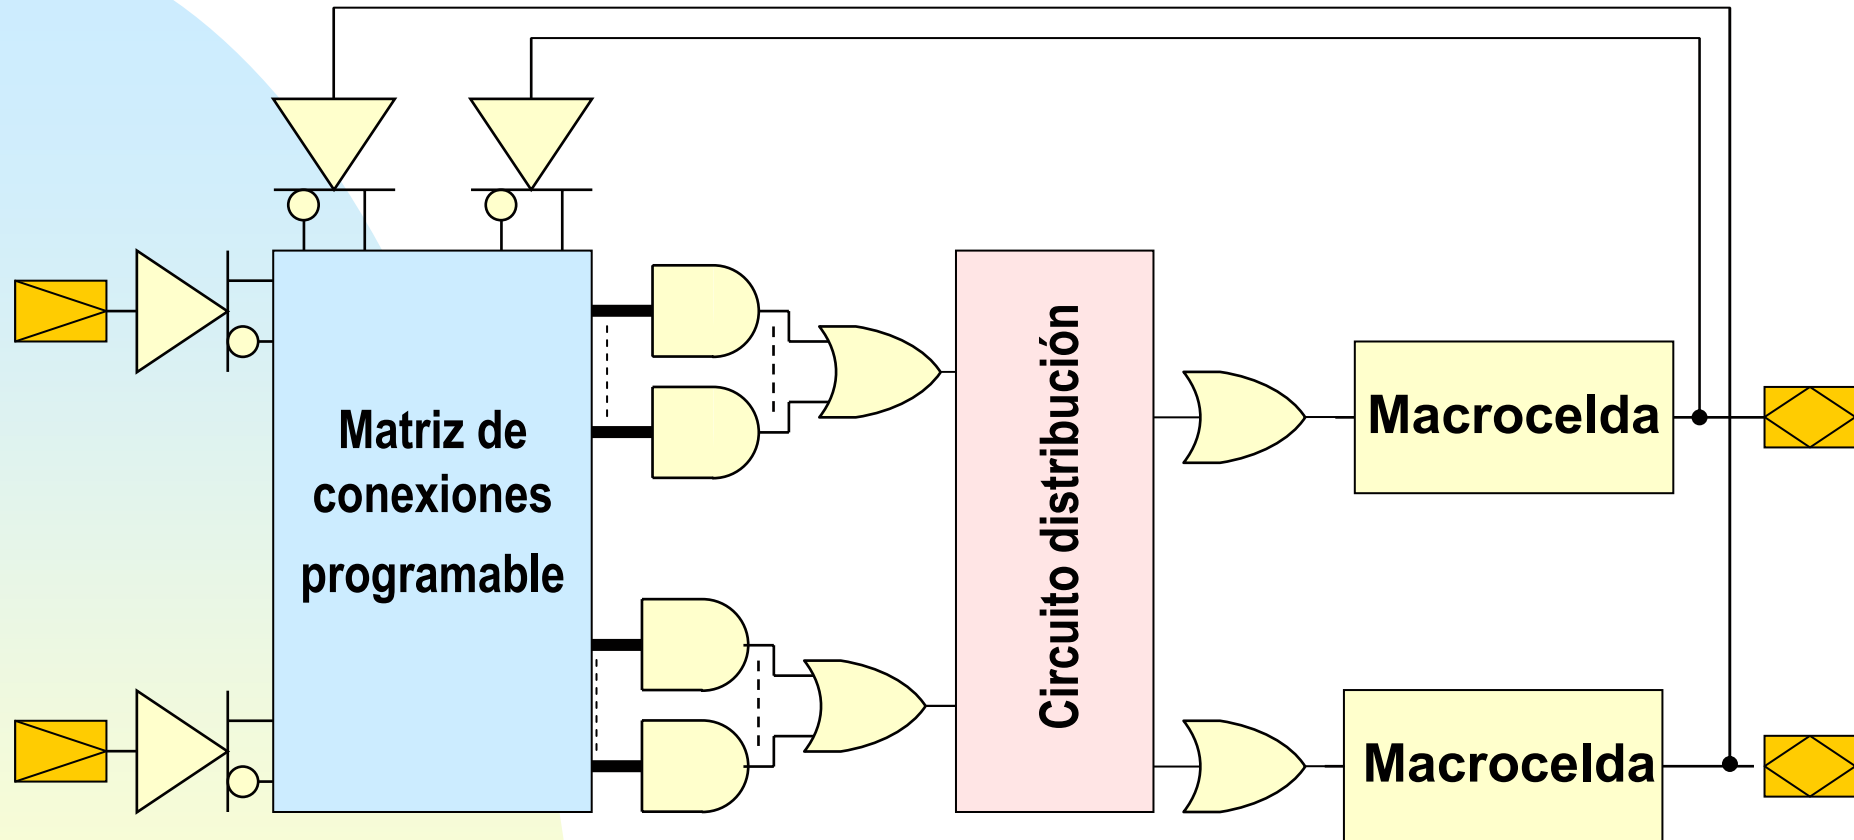 Matriz de
conexiones
programable
Circuito distribución
Macrocelda
Macrocelda